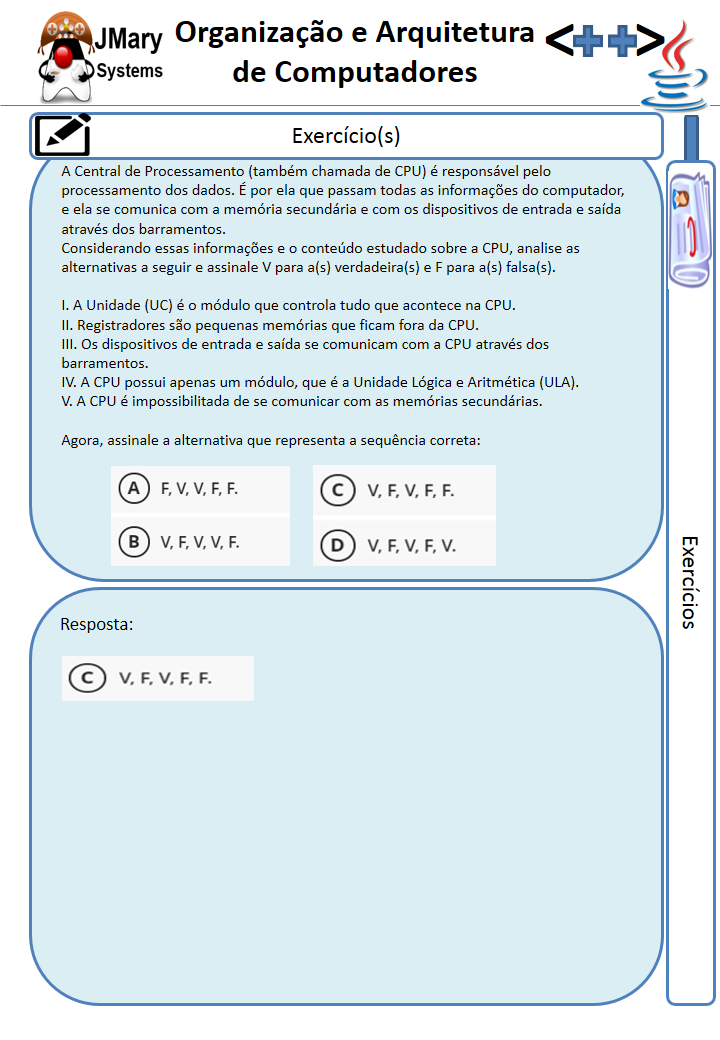 JMary
Systems
Organização e Arquitetura
de Computadores
<++>
Exercício(s)
A Central de Processamento (também chamada de CPU) é responsável pelo
processamento dos dados. É por ela que passam todas as informações do computador,
e ela se comunica com a memória secundária e com os dispositivos de entrada e saída
através dos barramentos.
Considerando essas informações e o conteúdo estudado sobre a CPU, analise as
alternativas a seguir e assinale V para a(s) verdadeira(s) e F para a(s) falsa(s).
I. A Unidade (UC) é o módulo que controla tudo que acontece na CPU.
II. Registradores são pequenas memórias que ficam fora da CPU.
III. Os dispositivos de entrada e saída se comunicam com a CPU através dos
barramentos.
IV. A CPU possui apenas um módulo, que é a Unidade Lógica e Aritmética (ULA).
V. A CPU é impossibilitada de se comunicar com as memórias secundárias.
Agora, assinale a alternativa que representa a sequência correta:
A F, V, V, F, F.
B V, F, V, V, F.
C V, F, V, F, F.
D V, F, V, F, V.
Resposta:
C V, F, V, F, F.
Exercícios